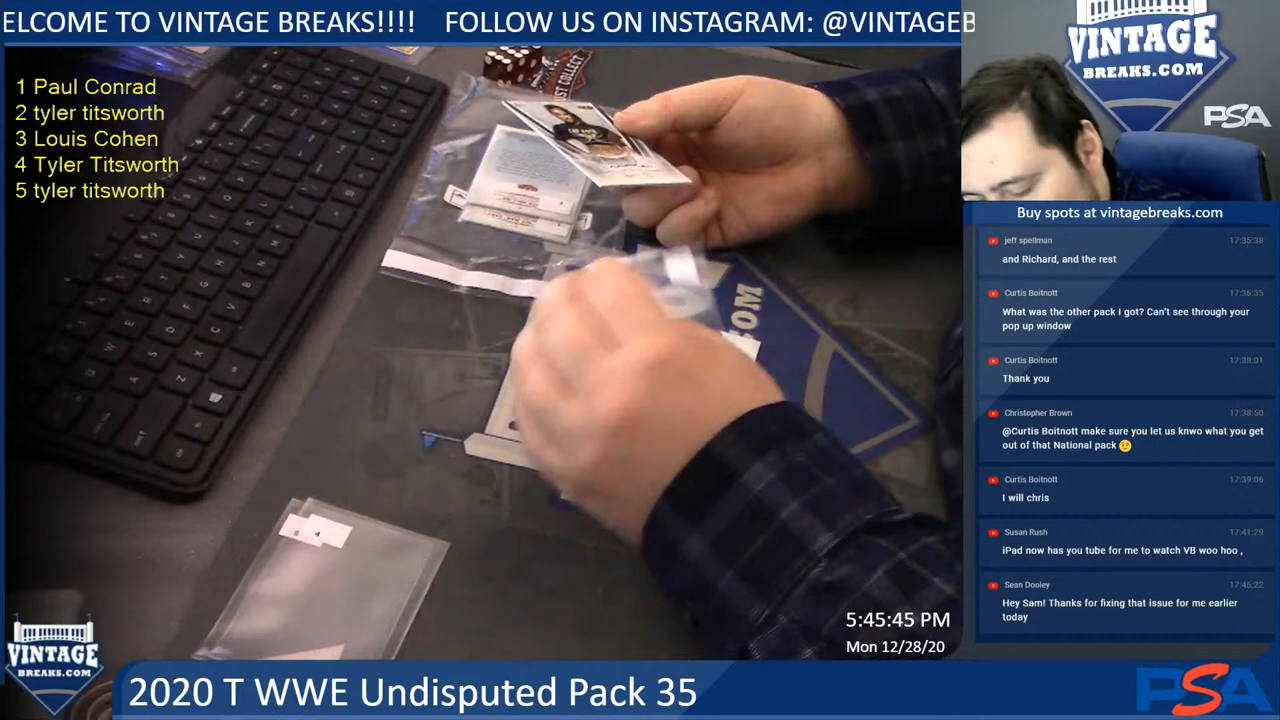 ELCOME TO VINTAGE BREAKS!!!! FOLLOW US ON INSTAGRAM: @VINTAGEB
1 Paul Conrad
2 tyler titsworth
3 Louis Cohen
4 Tyler Titsworth
5 tyler titsworth
VINTAGE
BREAKS.COM
PSA
Buy spots at vintagebreaks.com
jeff spellman 17:35:38
and Richard, and the rest
Curtis Boitnott 17:36:35
What was the other pack I got? Can't see through your
pop up window
Curtis Boitnott 17:38:01
Thank you
Christopher Brown 17:38:50
@Curtis Boitnott make sure you let us knwo what you get
out of that National pack 🤨
Curtis Boitnott 17:39:06
I will chris
Susan Rush 17:41:29
iPad now has you tube for me to watch VB woo hoo ,
Sean Dooley 17:45:22
Hey Sam! Thanks for fixing that issue for me earlier
today
COLLECT
.COM
4
5:45:45 PM
Mon 12/28/20
VINTAGE
BREAKS.COM
2020 T WWE Undisputed Pack 35
PSA